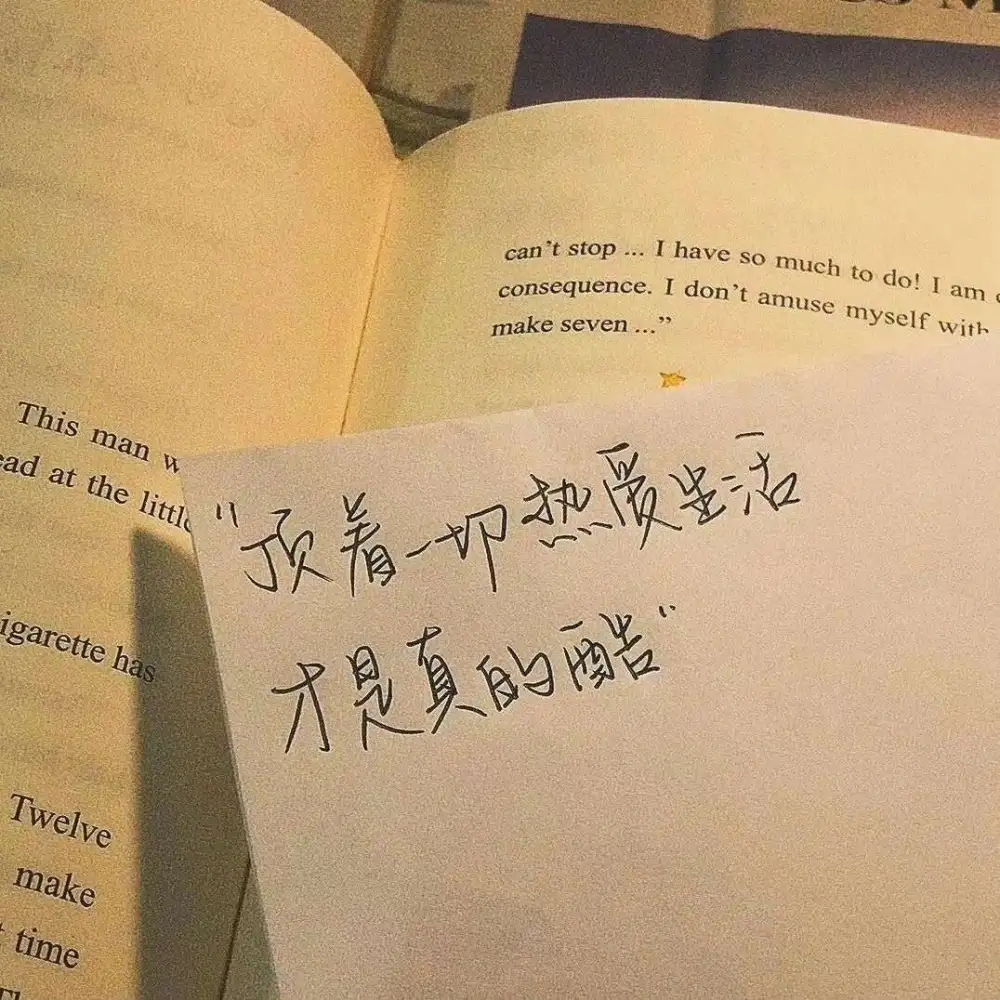 can't stop ... I have so much to do! I am
consequence. I don't amuse myself with
make seven ..."
This man
ead at the little
igarette has
Twelve
make
time
"顶着一切热爱生活
才是真的酷"